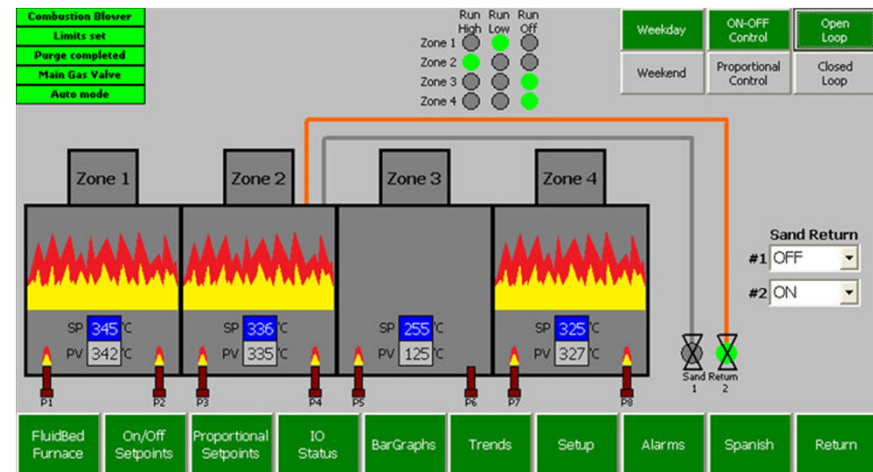 Combustion Blower
Limits set
Purge completed
Main Gas Valve
Auto mode
Run Run Run
High Low Off
Zone 1
Zone 2
Zone 3
Zone 4
Weekday
ON-OFF
Control
Open
Loop
Weekend
Proportional
Control
Closed
Loop
Zone 1
Zone 2
Zone 3
Zone 4
Sand Return
#1 OFF
#2 ON
SP 345 °C
PV 342 °C
SP 336 °C
PV 335 °C
SP 255 °C
PV 125 °C
SP 325 °C
PV 327 °C
Sand Return
1 2
P1 P2 P3 P4 P5 P6 P7 P8
FluidBed
Furnace
On/Off
Setpoints
Proportional
Setpoints
IO
Status
BarGraphs
Trends
Setup
Alarms
Spanish
Return